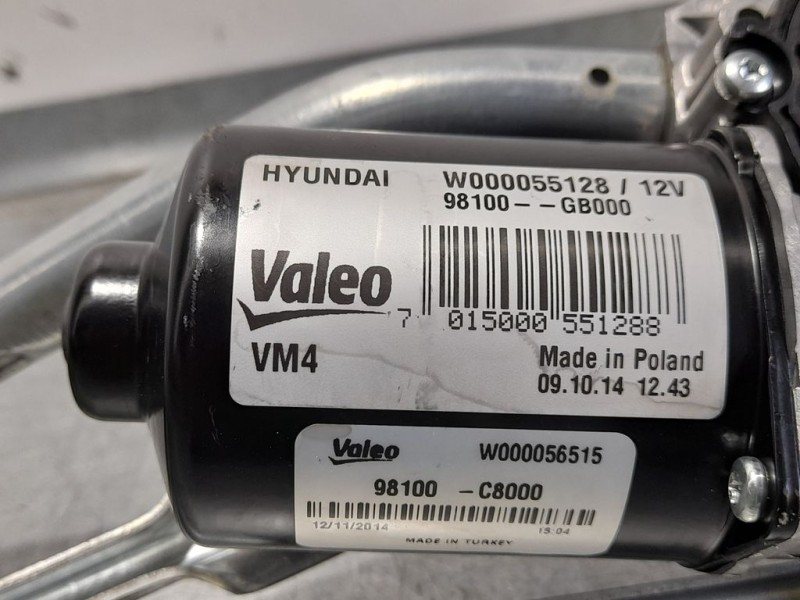 HYUNDAI W000055128 / 12V
98100--GB000
Valeo
7 015000 551288
VM4 Made in Poland
09.10.14 12.43
Valeo W000056515
98100 -C8000
12/11/2014 15:04
MADE IN TURKEY